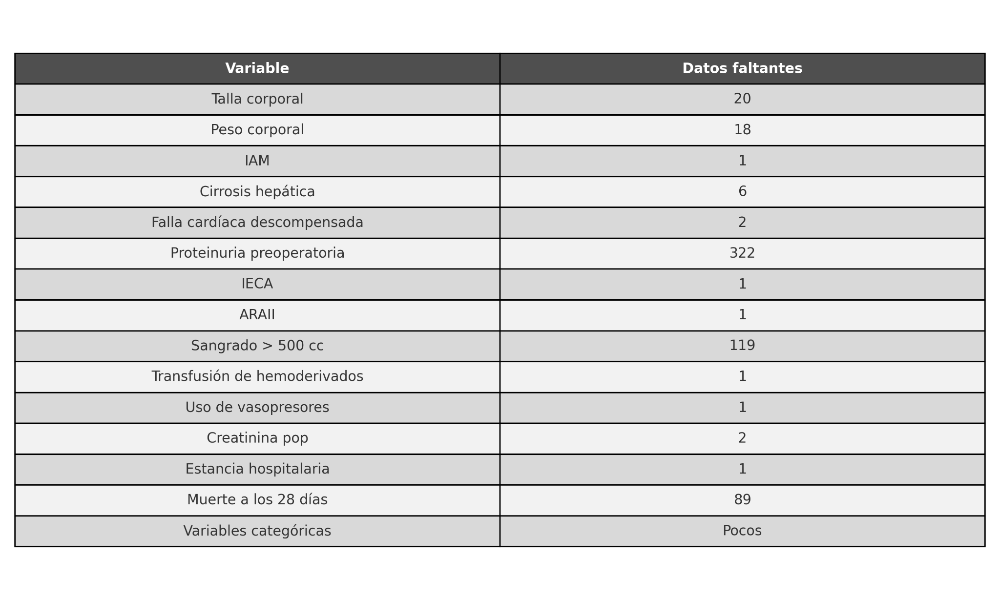 Variable Datos faltantes
Talla corporal 20
Peso corporal 18
IAM 1
Cirrosis hepática 6
Falla cardíaca descompensada 2
Proteinuria preoperatoria 322
IECA 1
ARAII 1
Sangrado > 500 cc 119
Transfusión de hemoderivados 1
Uso de vasopresores 1
Creatinina pop 2
Estancia hospitalaria 1
Muerte a los 28 días 89
Variables categóricas Pocos